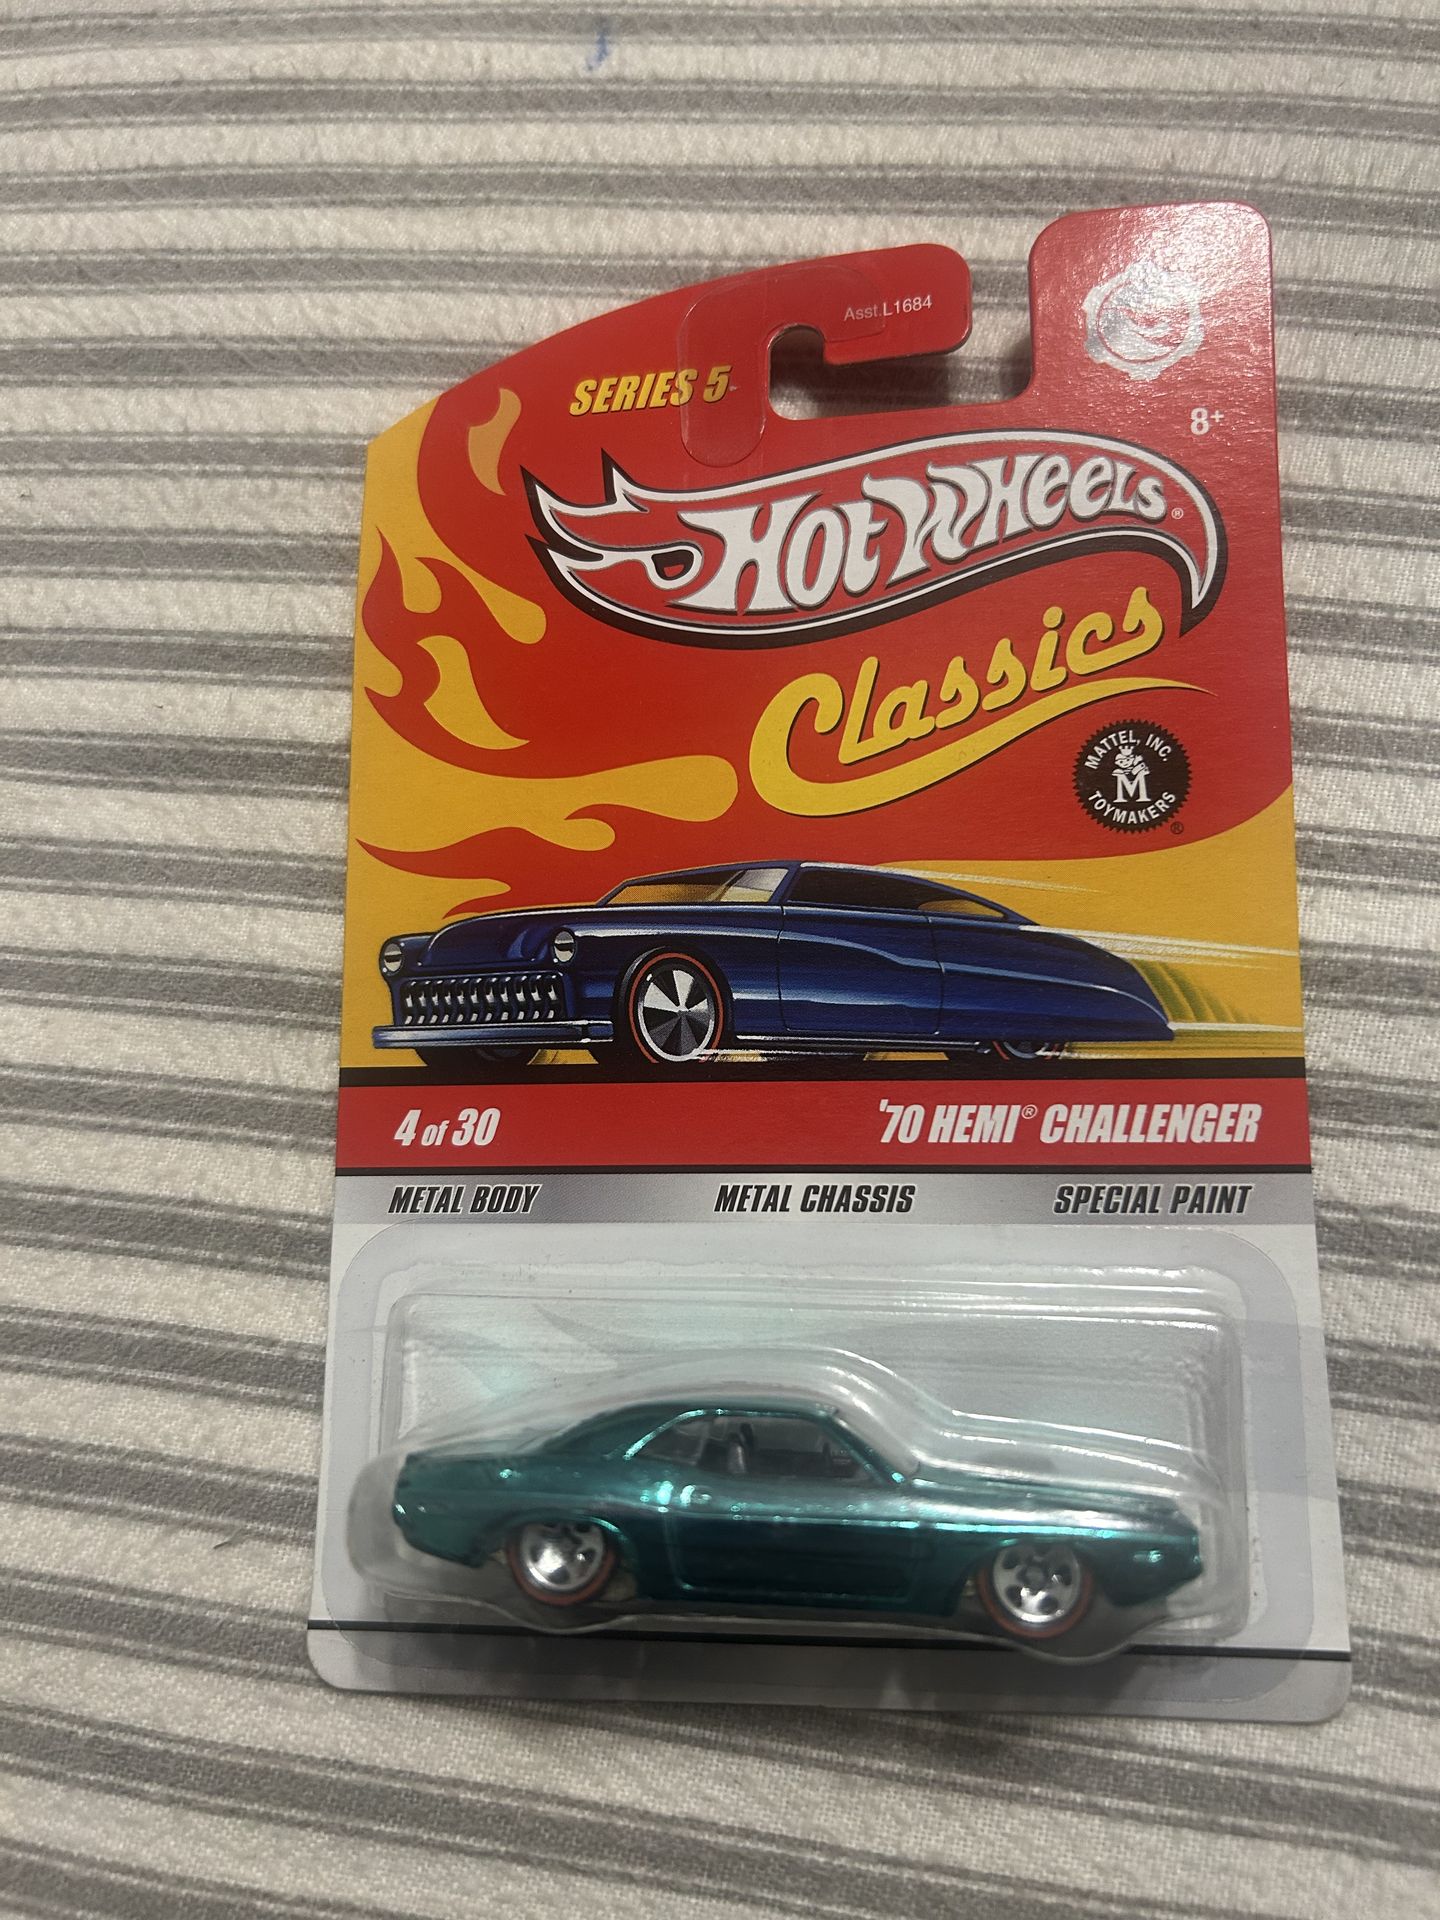 Asst.L1684
SERIES 5
8+
HOT WHEELS®
Classics
MATTEL, INC.
M
TOYMAKERS
®
4 of 30
'70 HEMI® CHALLENGER
METAL BODY
METAL CHASSIS
SPECIAL PAINT